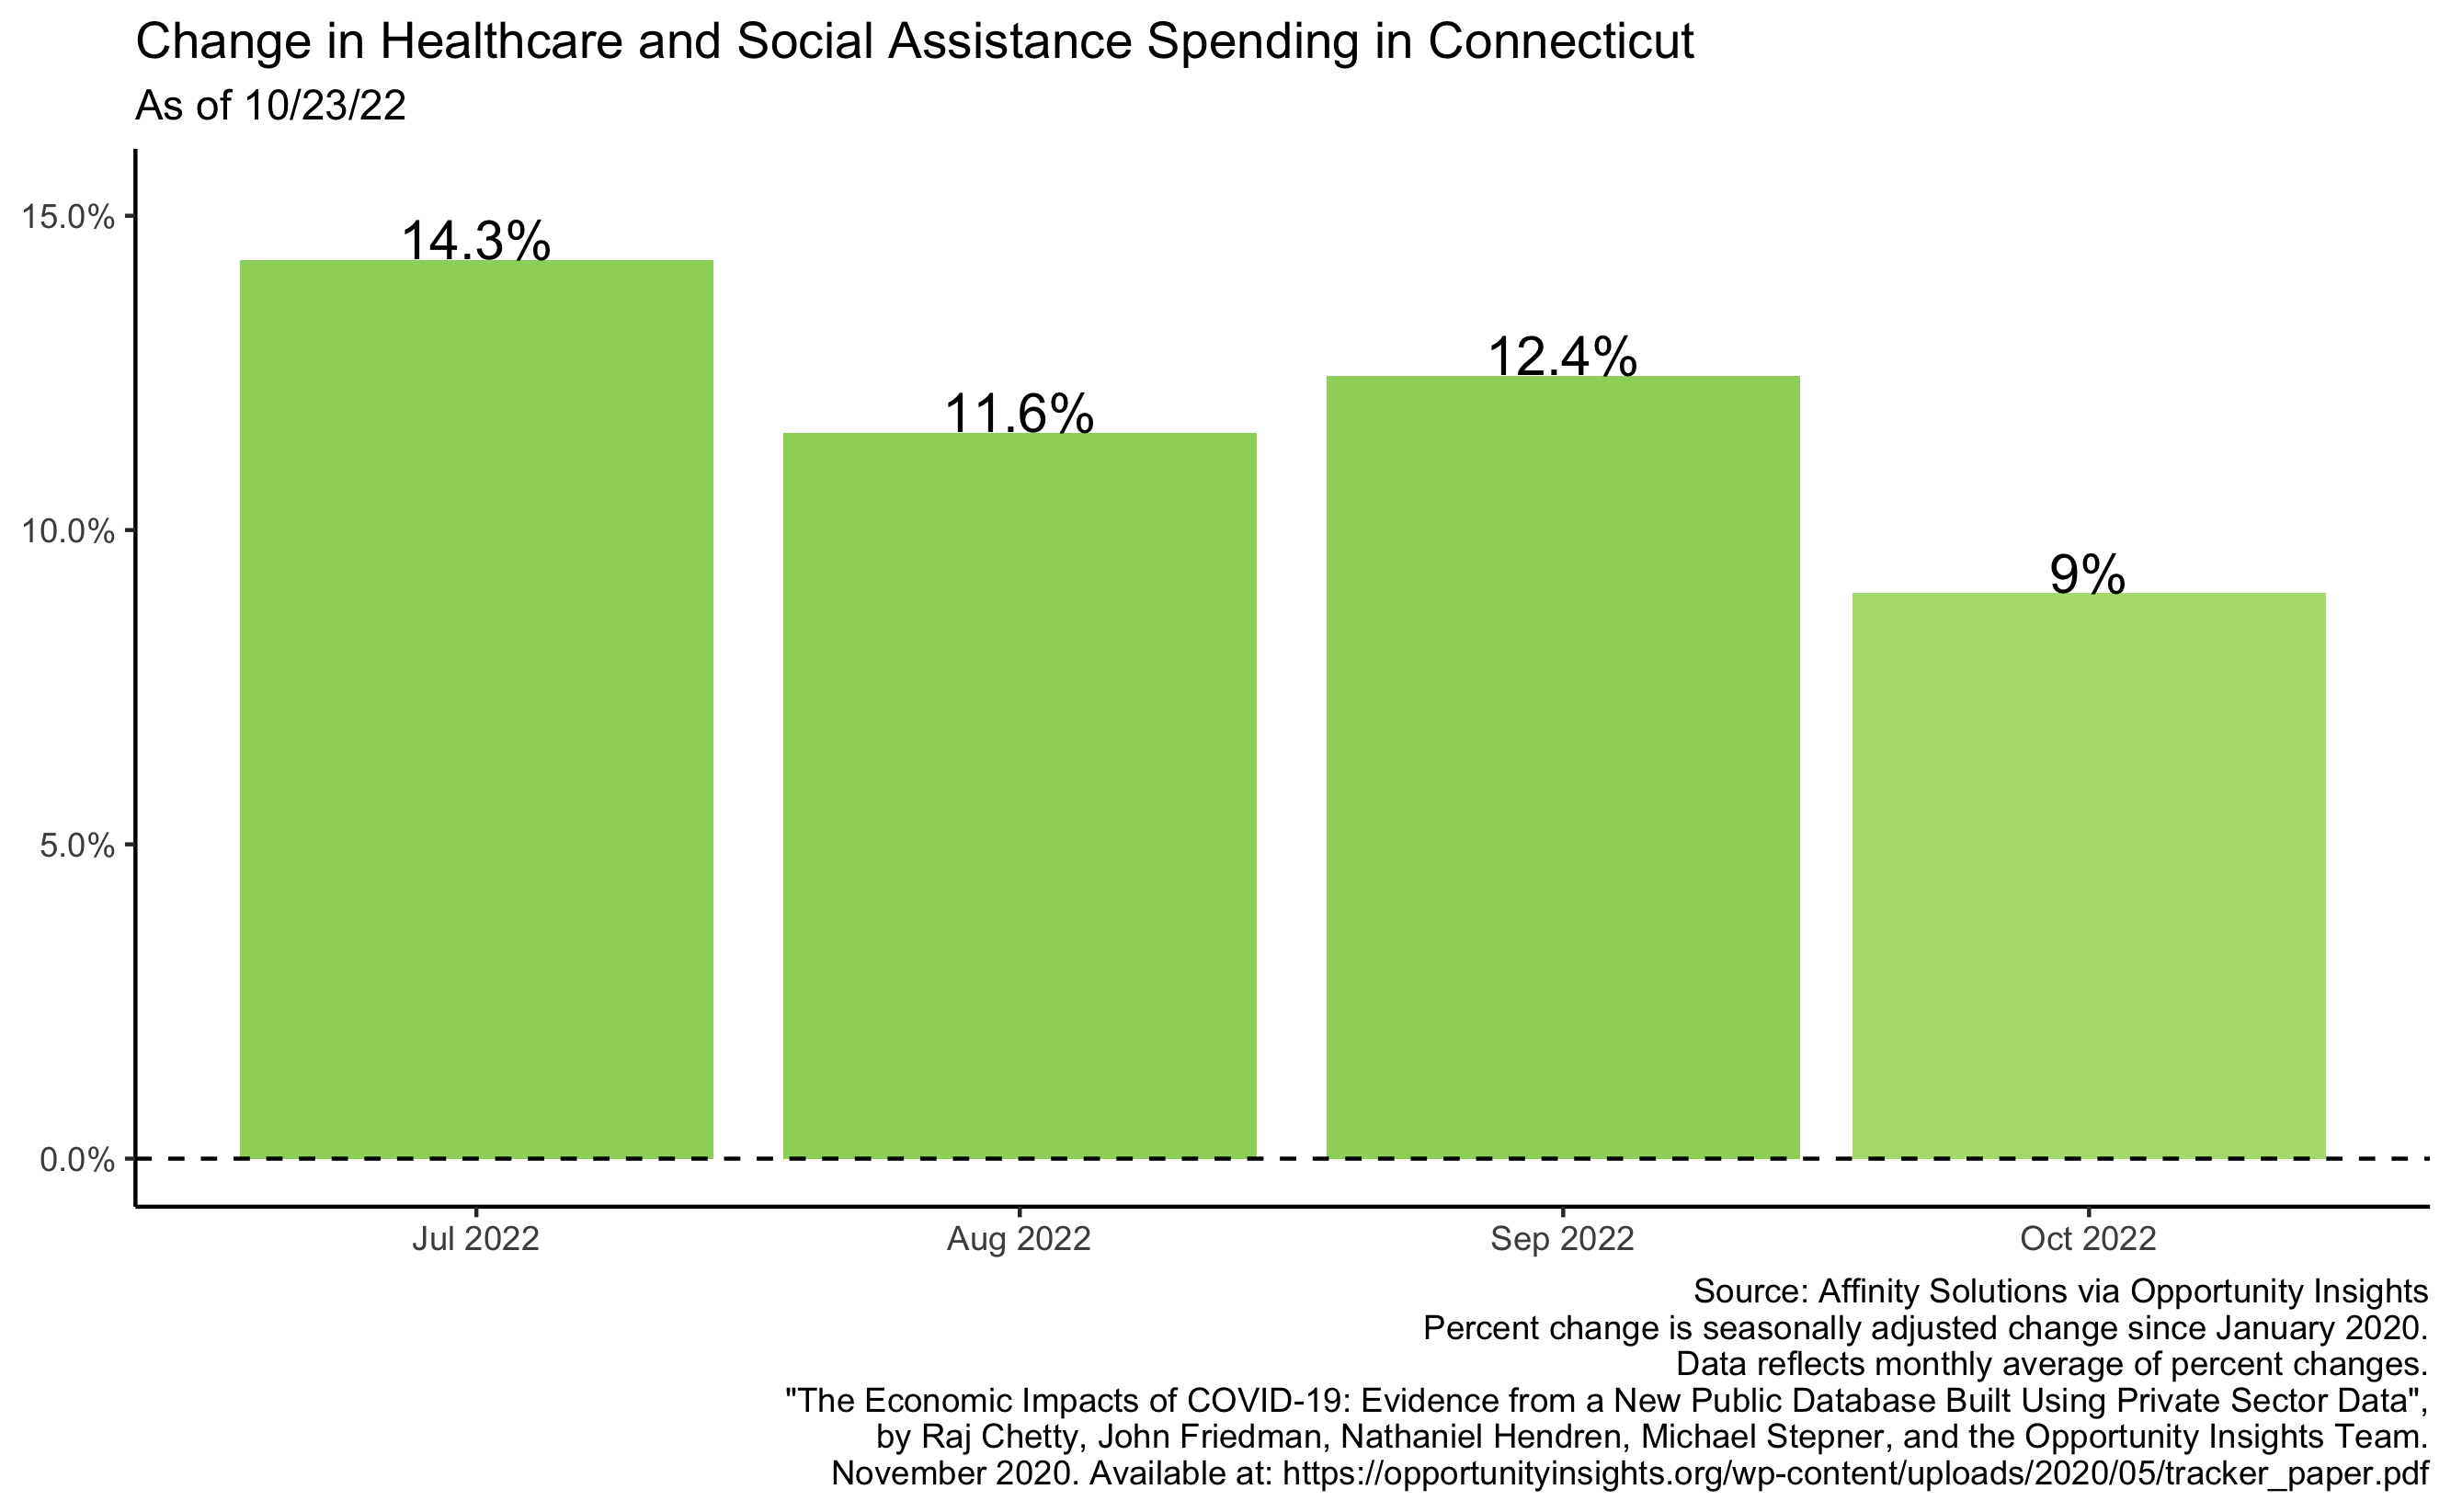 Change in Healthcare and Social Assistance Spending in Connecticut
As of 10/23/22
15.0%
10.0%
5.0%
0.0%
14.3%
11.6%
12.4%
9%
Jul 2022
Aug 2022
Sep 2022
Oct 2022
Source: Affinity Solutions via Opportunity Insights
Percent change is seasonally adjusted change since January 2020.
Data reflects monthly average of percent changes.
"The Economic Impacts of COVID-19: Evidence from a New Public Database Built Using Private Sector Data",
by Raj Chetty, John Friedman, Nathaniel Hendren, Michael Stepner, and the Opportunity Insights Team.
November 2020. Available at: https://opportunityinsights.org/wp-content/uploads/2020/05/tracker_paper.pdf